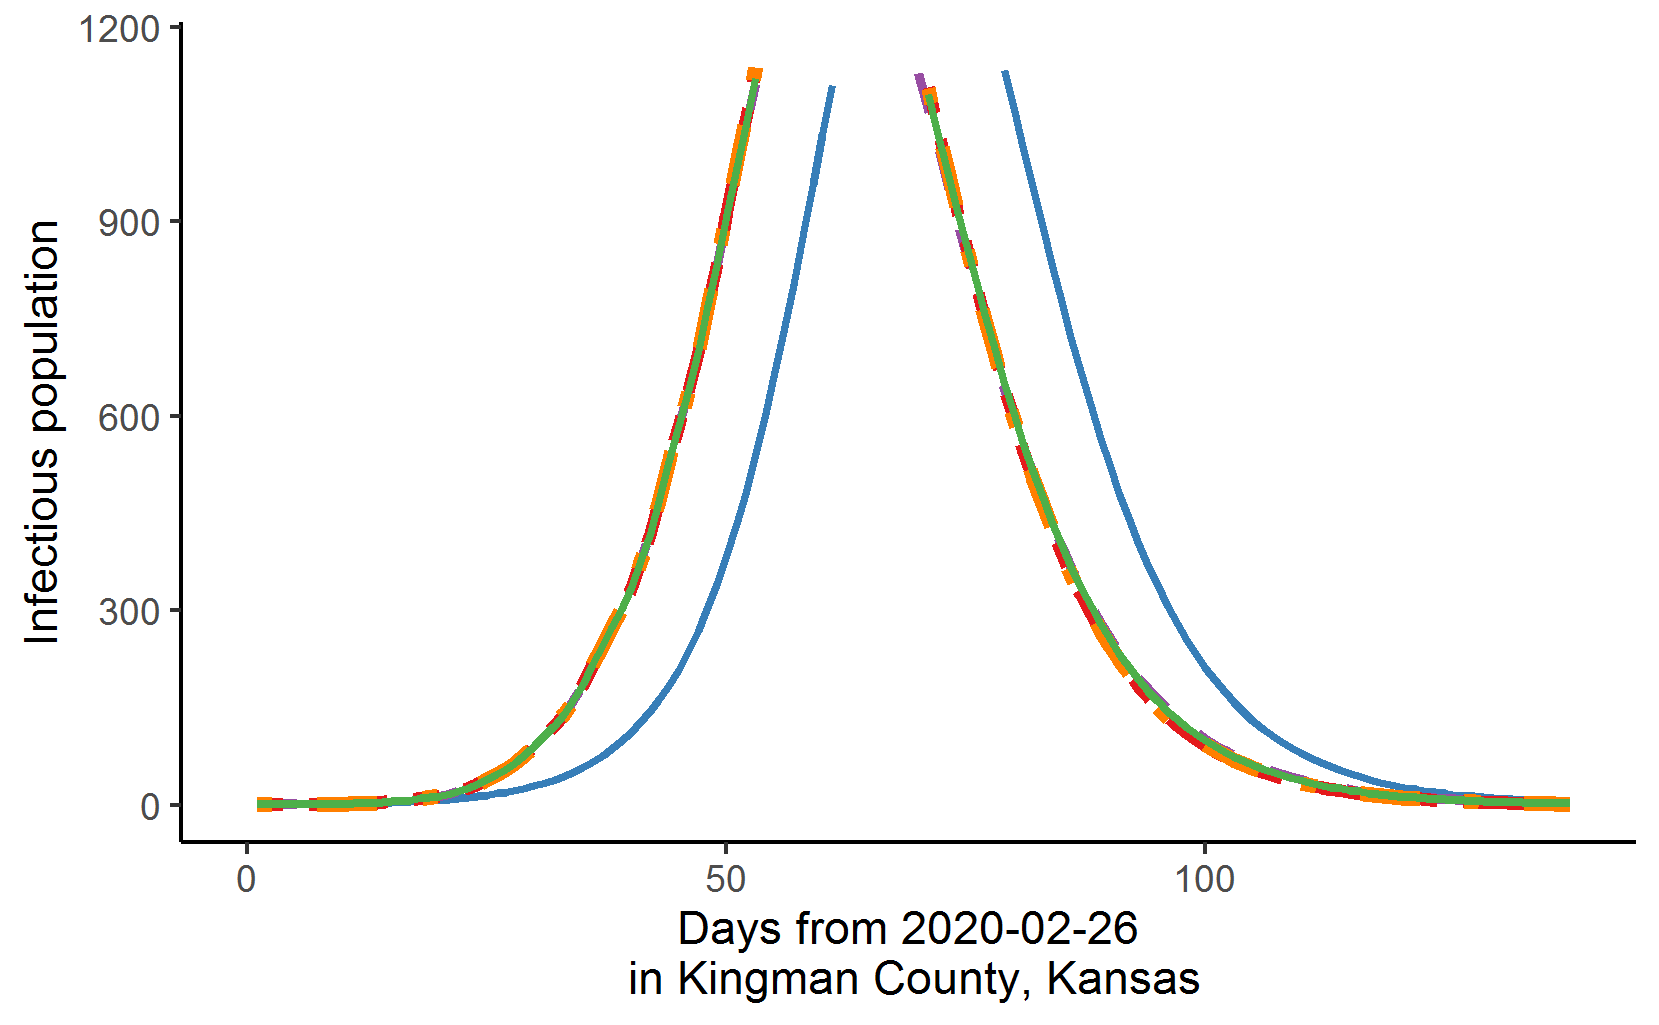 1200
900
600
300
0
Infectious population
0 50 100
Days from 2020-02-26
in Kingman County, Kansas